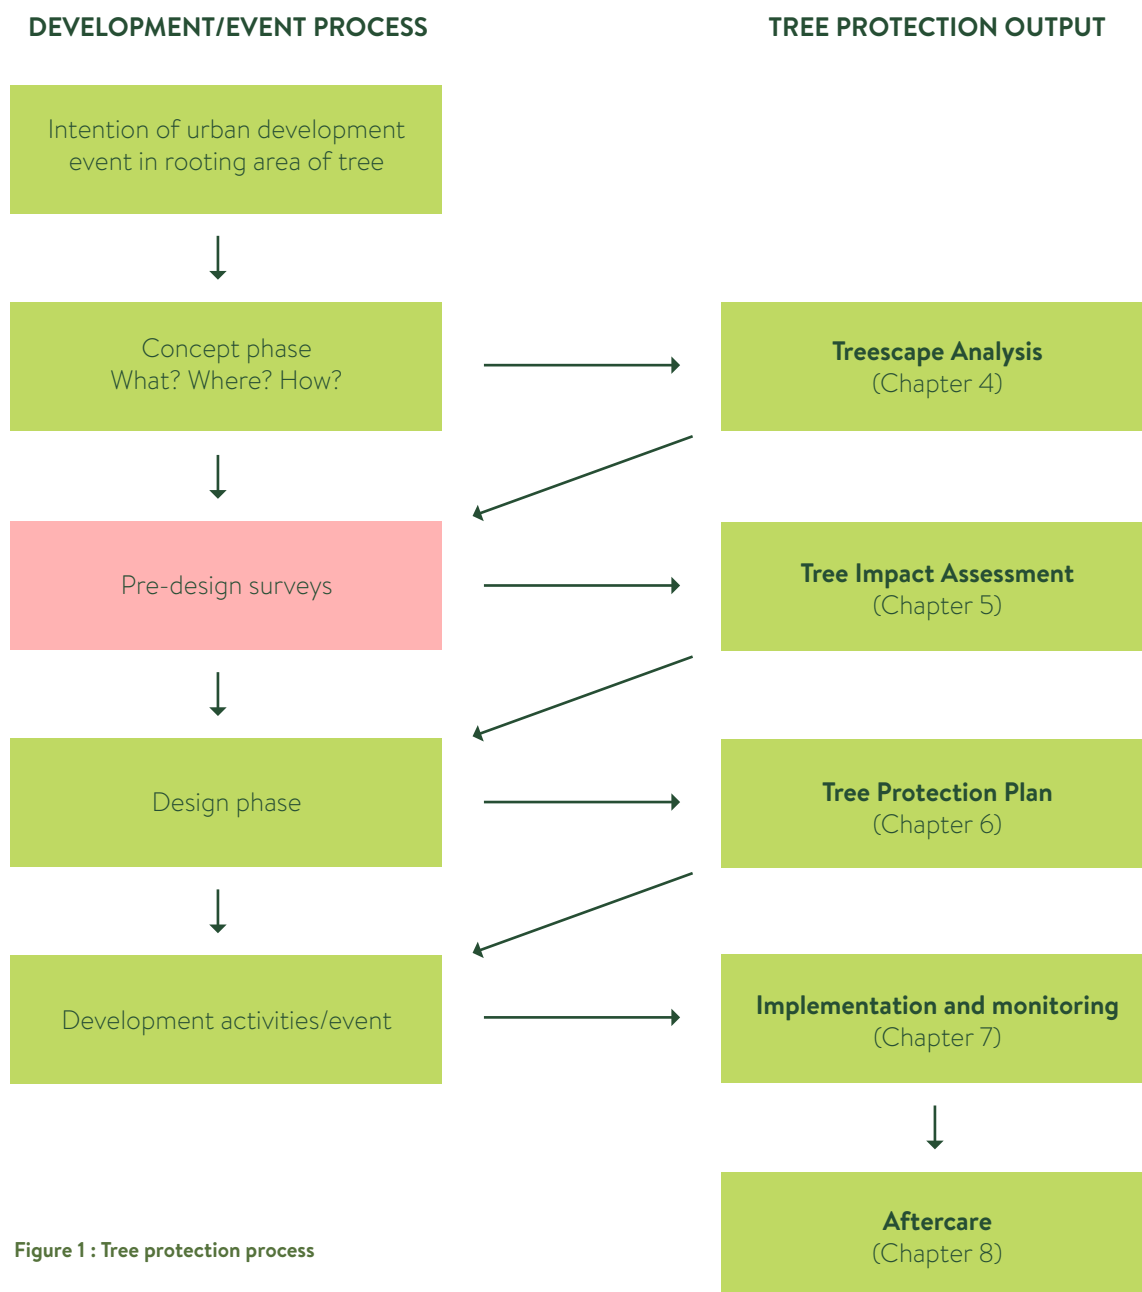 DEVELOPMENT/EVENT PROCESS
TREE PROTECTION OUTPUT
Intention of urban development
event in rooting area of tree
Concept phase
What? Where? How?
Treescape Analysis
(Chapter 4)
Pre-design surveys
Tree Impact Assessment
(Chapter 5)
Design phase
Tree Protection Plan
(Chapter 6)
Development activities/event
Implementation and monitoring
(Chapter 7)
Aftercare
(Chapter 8)
Figure 1 : Tree protection process